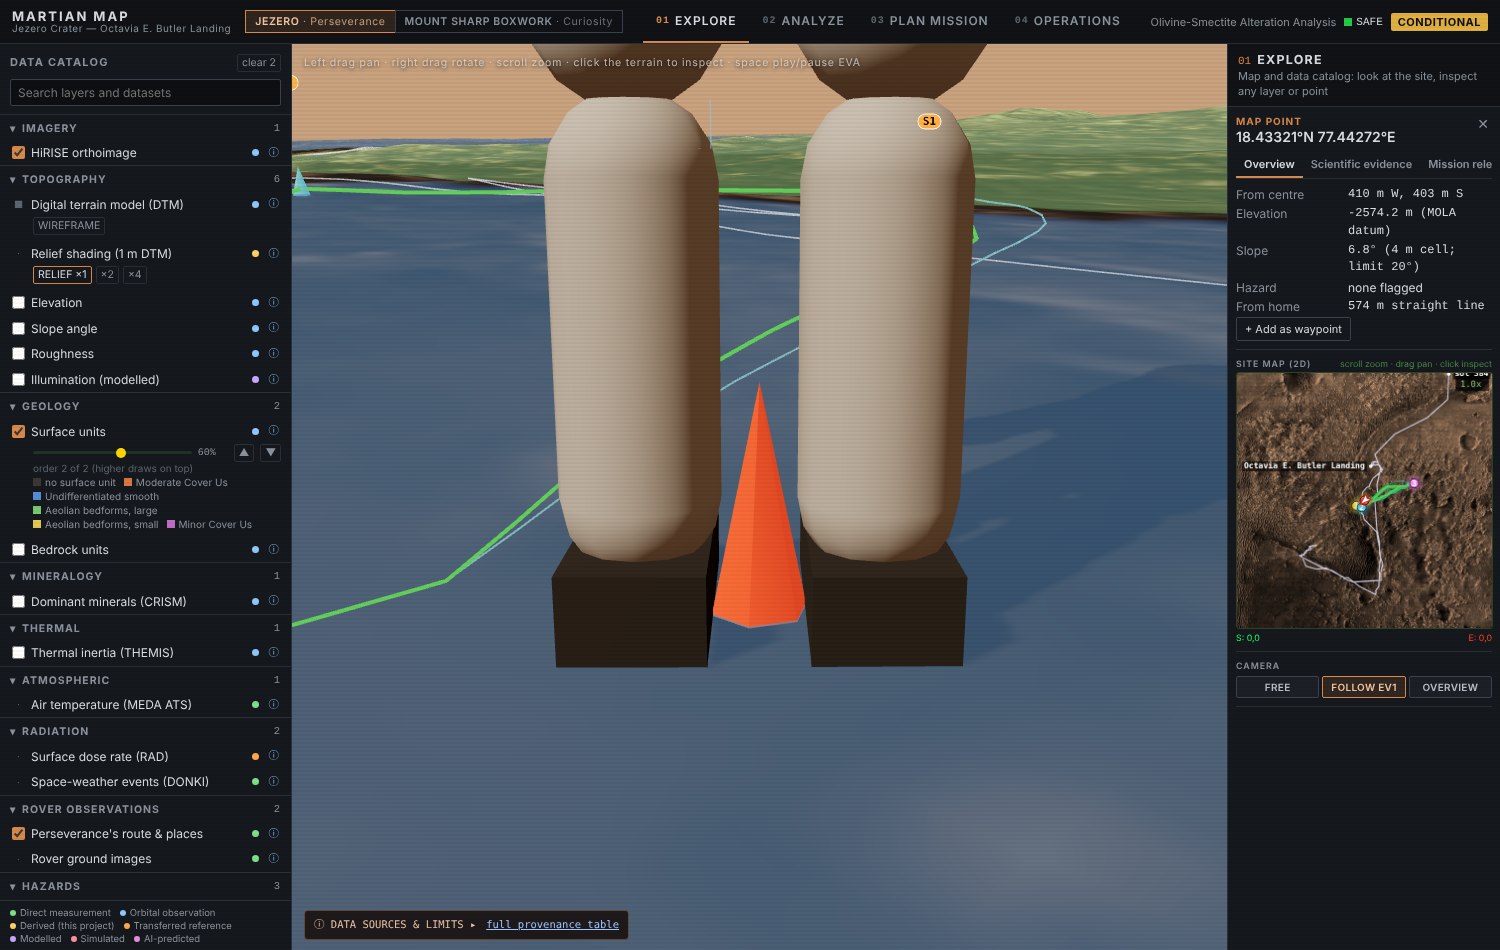 MARTIAN MAP
Jezero Crater — Octavia E. Butler Landing
JEZERO · Perseverance
MOUNT SHARP BOXWORK · Curiosity
01 EXPLORE
02 ANALYZE
03 PLAN MISSION
04 OPERATIONS
Olivine-Smectite Alteration Analysis
SAFE
CONDITIONAL
DATA CATALOG
clear 2
Search layers and datasets
▾ IMAGERY 1
HiRISE orthoimage ⓘ
▾ TOPOGRAPHY 6
Digital terrain model (DTM) ⓘ
WIREFRAME
Relief shading (1 m DTM) ⓘ
RELIEF ×1 ×2 ×4
Elevation ⓘ
Slope angle ⓘ
Roughness ⓘ
Illumination (modelled) ⓘ
▾ GEOLOGY 2
Surface units ⓘ
60% ▲ ▼
order 2 of 2 (higher draws on top)
no surface unit Moderate Cover Us
Undifferentiated smooth
Aeolian bedforms, large
Aeolian bedforms, small Minor Cover Us
Bedrock units ⓘ
▾ MINERALOGY 1
Dominant minerals (CRISM) ⓘ
▾ THERMAL 1
Thermal inertia (THEMIS) ⓘ
▾ ATMOSPHERIC 1
Air temperature (MEDA ATS) ⓘ
▾ RADIATION 2
Surface dose rate (RAD) ⓘ
Space-weather events (DONKI) ⓘ
▾ ROVER OBSERVATIONS 2
Perseverance's route & places ⓘ
Rover ground images ⓘ
▾ HAZARDS 3
Direct measurement Orbital observation
Derived (this project) Transferred reference
Modelled Simulated AI-predicted
Left drag pan · right drag rotate · scroll zoom · click the terrain to inspect · space play/pause EVA
S1
ⓘ DATA SOURCES & LIMITS ▸ full provenance table
01 EXPLORE
Map and data catalog: look at the site, inspect
any layer or point
MAP POINT
18.43321°N 77.44272°E
✕
Overview Scientific evidence Mission rele
From centre 410 m W, 403 m S
Elevation -2574.2 m (MOLA
datum)
Slope 6.8° (4 m cell;
limit 20°)
Hazard none flagged
From home 574 m straight line
+ Add as waypoint
SITE MAP (2D) scroll zoom · drag pan · click inspect
1.0x
Octavia E. Butler Landing
S: 0,0 E: 0,0
CAMERA
FREE FOLLOW EV1 OVERVIEW